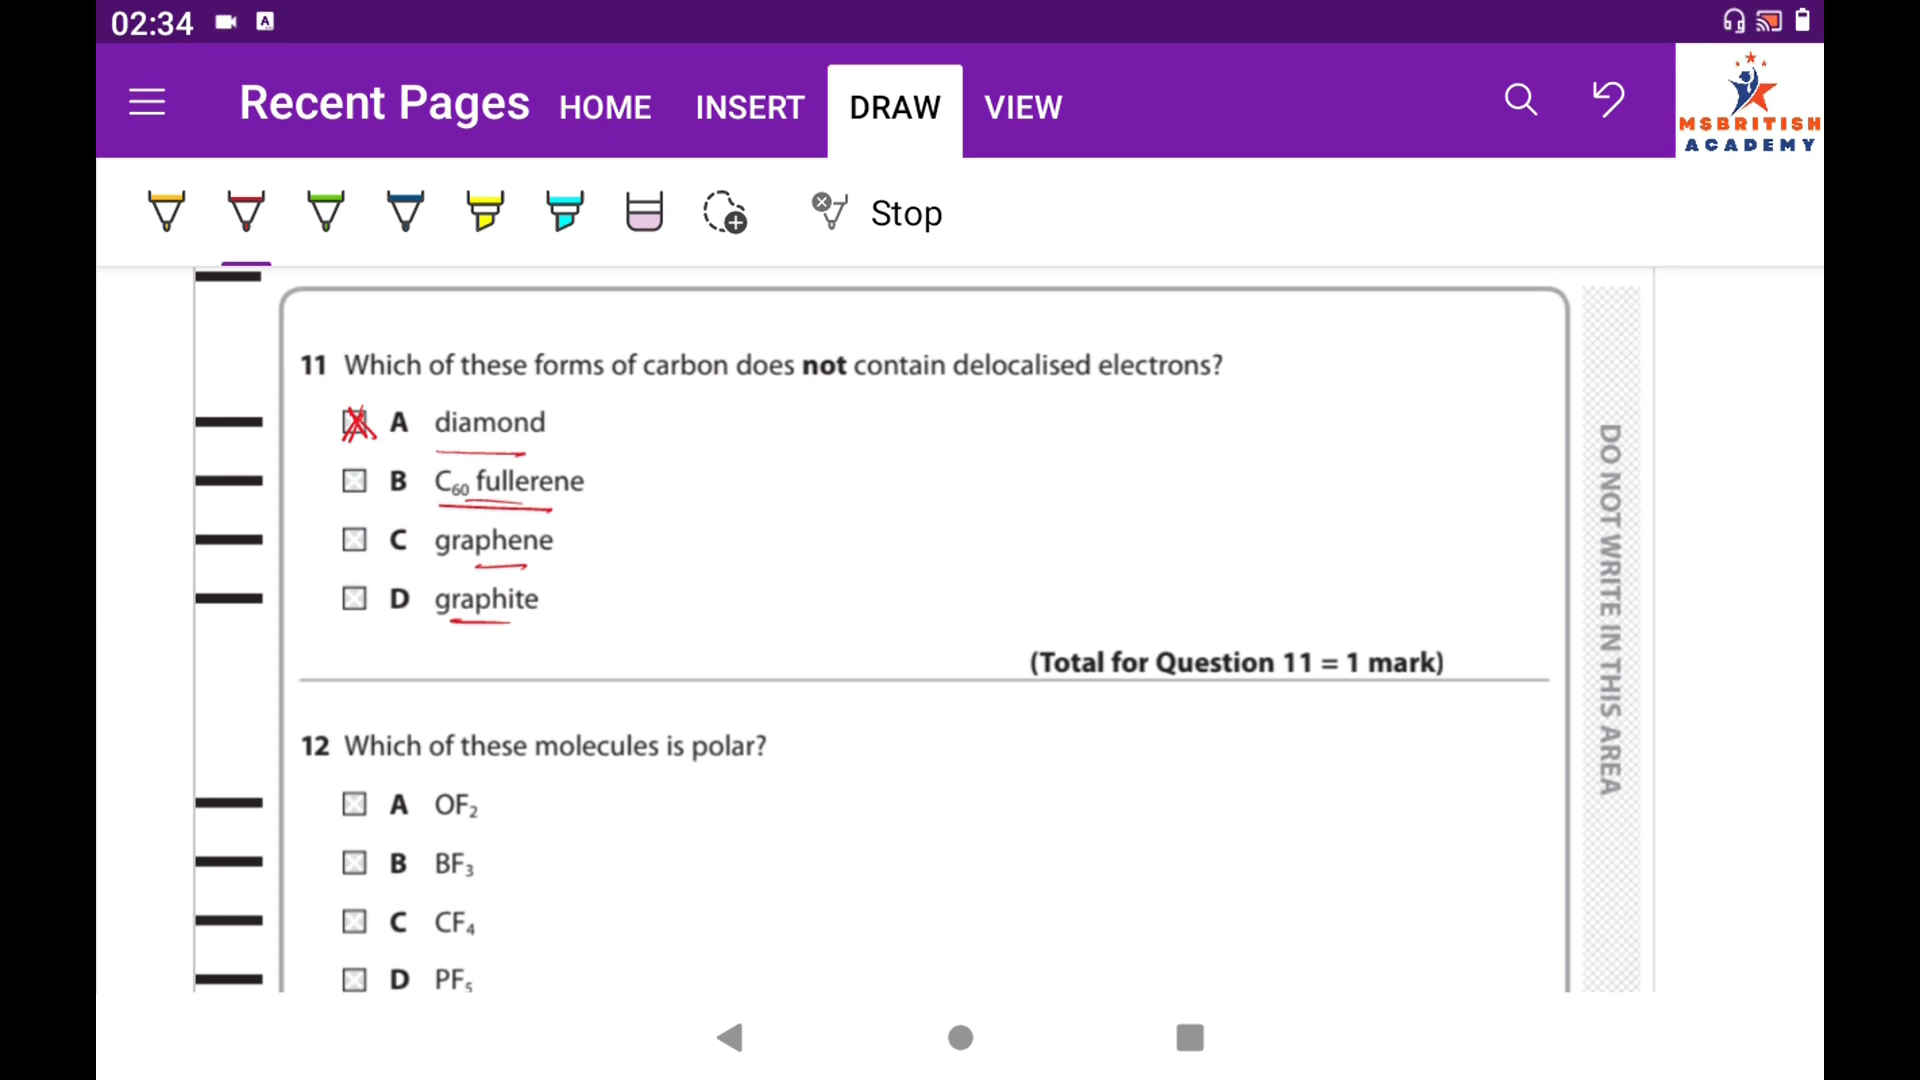 02:34
A
Recent Pages HOME INSERT DRAW VIEW
MSBRITISH
ACADEMY
Stop
11 Which of these forms of carbon does not contain delocalised electrons?
A diamond
B C₆₀ fullerene
C graphene
D graphite
(Total for Question 11 = 1 mark)
12 Which of these molecules is polar?
A OF₂
B BF₃
C CF₄
D PF₅
DO NOT WRITE IN THIS AREA